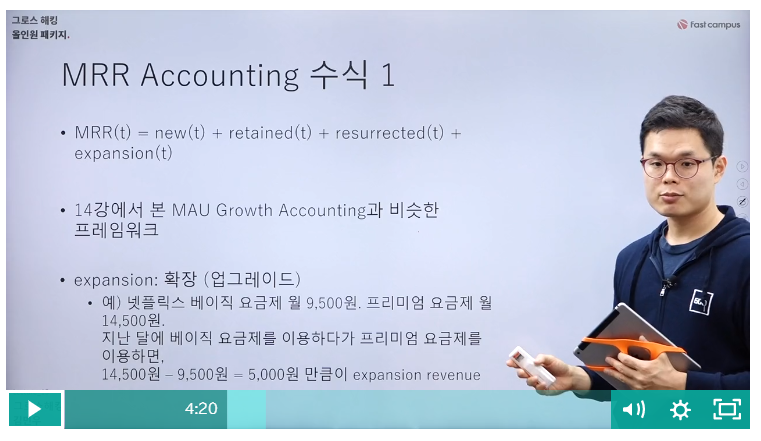 그로스 해킹
올인원 패키지.
fast campus
MRR Accounting 수식 1
• MRR(t) = new(t) + retained(t) + resurrected(t) +
expansion(t)
• 14강에서 본 MAU Growth Accounting과 비슷한
프레임워크
• expansion: 확장 (업그레이드)
• 예) 넷플릭스 베이직 요금제 월 9,500원. 프리미엄 요금제 월
14,500원.
지난 달에 베이직 요금제를 이용하다가 프리미엄 요금제를
이용하면,
14,500원 – 9,500원 = 5,000원 만큼이 expansion revenue
4:20